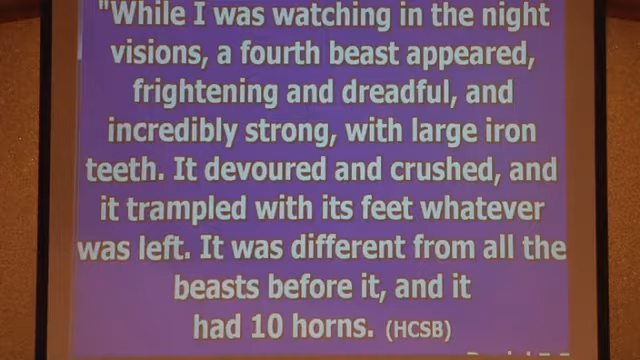 "While I was watching in the night
visions, a fourth beast appeared,
frightening and dreadful, and
incredibly strong, with large iron
teeth. It devoured and crushed, and
it trampled with its feet whatever
was left. It was different from all the
beasts before it, and it
had 10 horns. (HCSB)